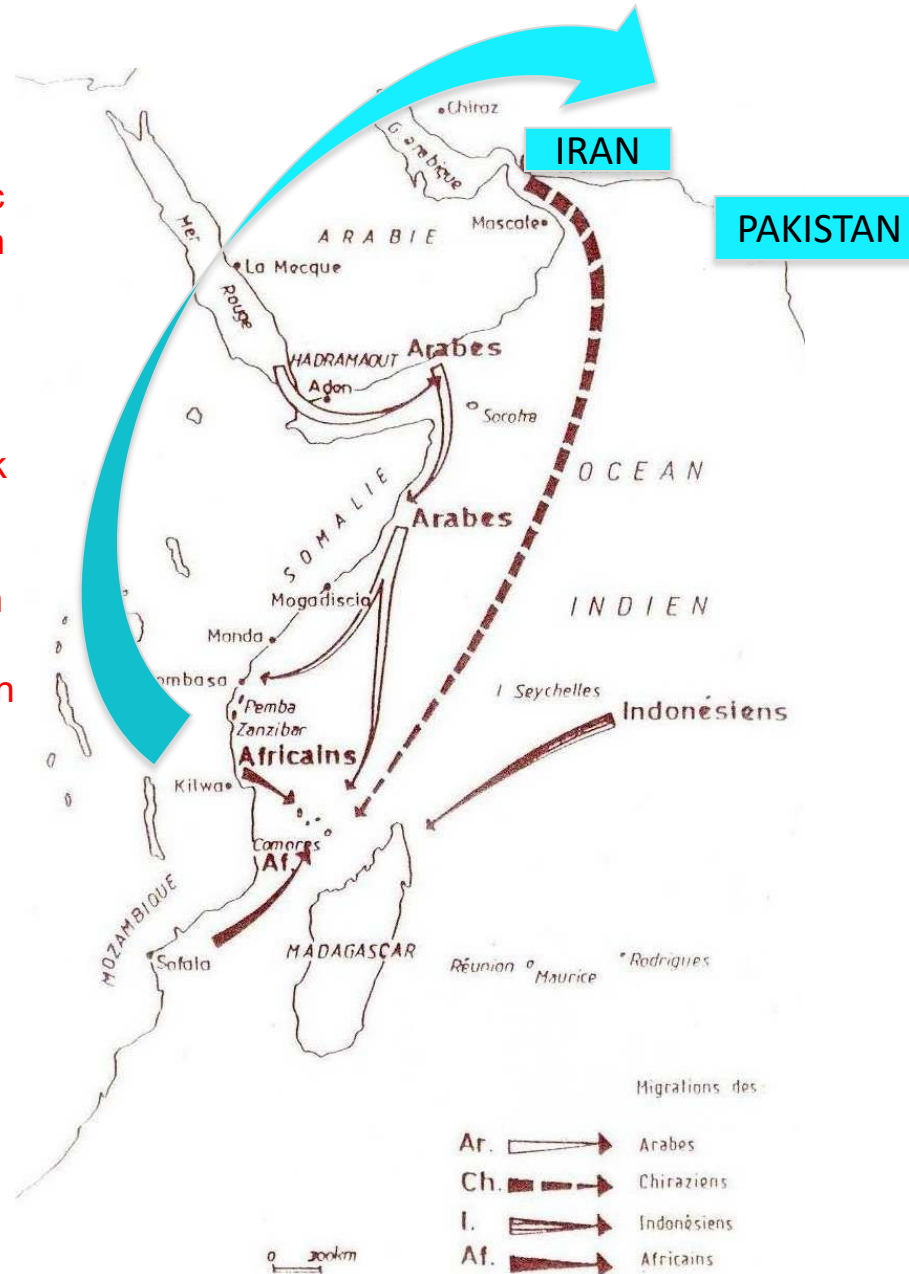 Chiraz
G. arabique
IRAN
c
n
Mascate
ARABIE
PAKISTAN
Mer
La Mecque
Rouge
HADRAMAOUT
Arabes
Aden
Socotra
k
OCEAN
SOMALIE
Arabes
INDIEN
n
Mogadiscio
Manda
n
ombasa
I Seychelles
Pemba
Indonésiens
Zanzibar
Africains
Kilwa
Comores
Af.
MOZAMBIQUE
MADAGASCAR
Sofala
Réunion
Maurice
Rodrigues
Migrations des
Ar. Arabes
Ch. Chiraziens
I. Indonésiens
Af. Africains
0 300km